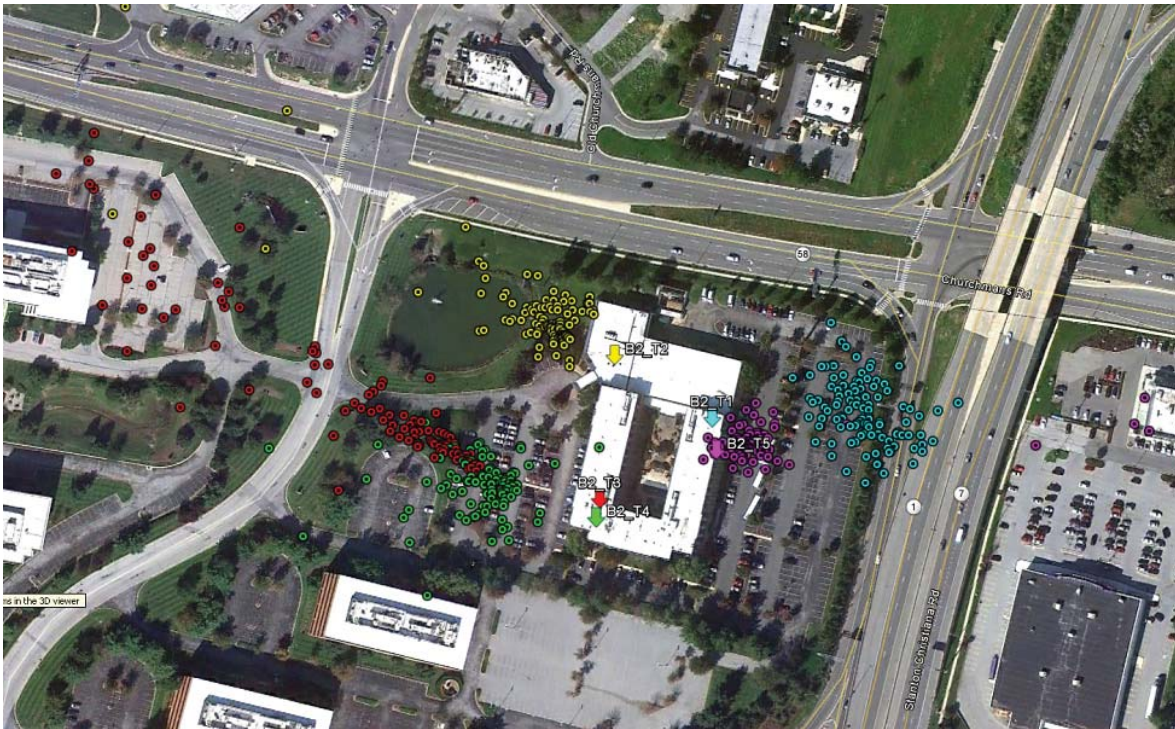 Old Churchmans Rd
58
Churchmans Rd
B2_T2
B2_T1
B2_T5
B2_T3
B2_T4
7
1
ms in the 3D viewer
Stanton Christiana Rd